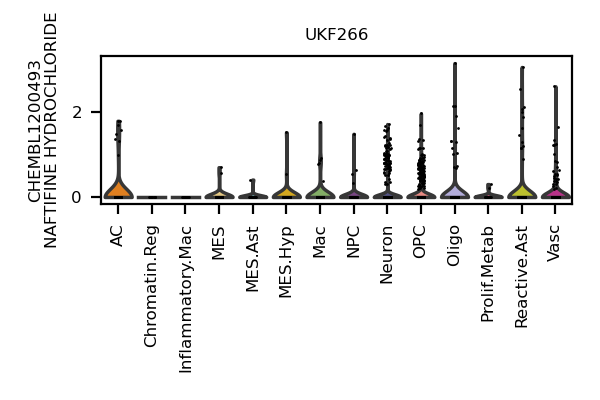 UKF266
CHEMBL1200493
NAFTIFINE HYDROCHLORIDE
2
0
AC
Chromatin.Reg
Inflammatory.Mac
MES
MES.Ast
MES.Hyp
Mac
NPC
Neuron
OPC
Oligo
Prolif.Metab
Reactive.Ast
Vasc